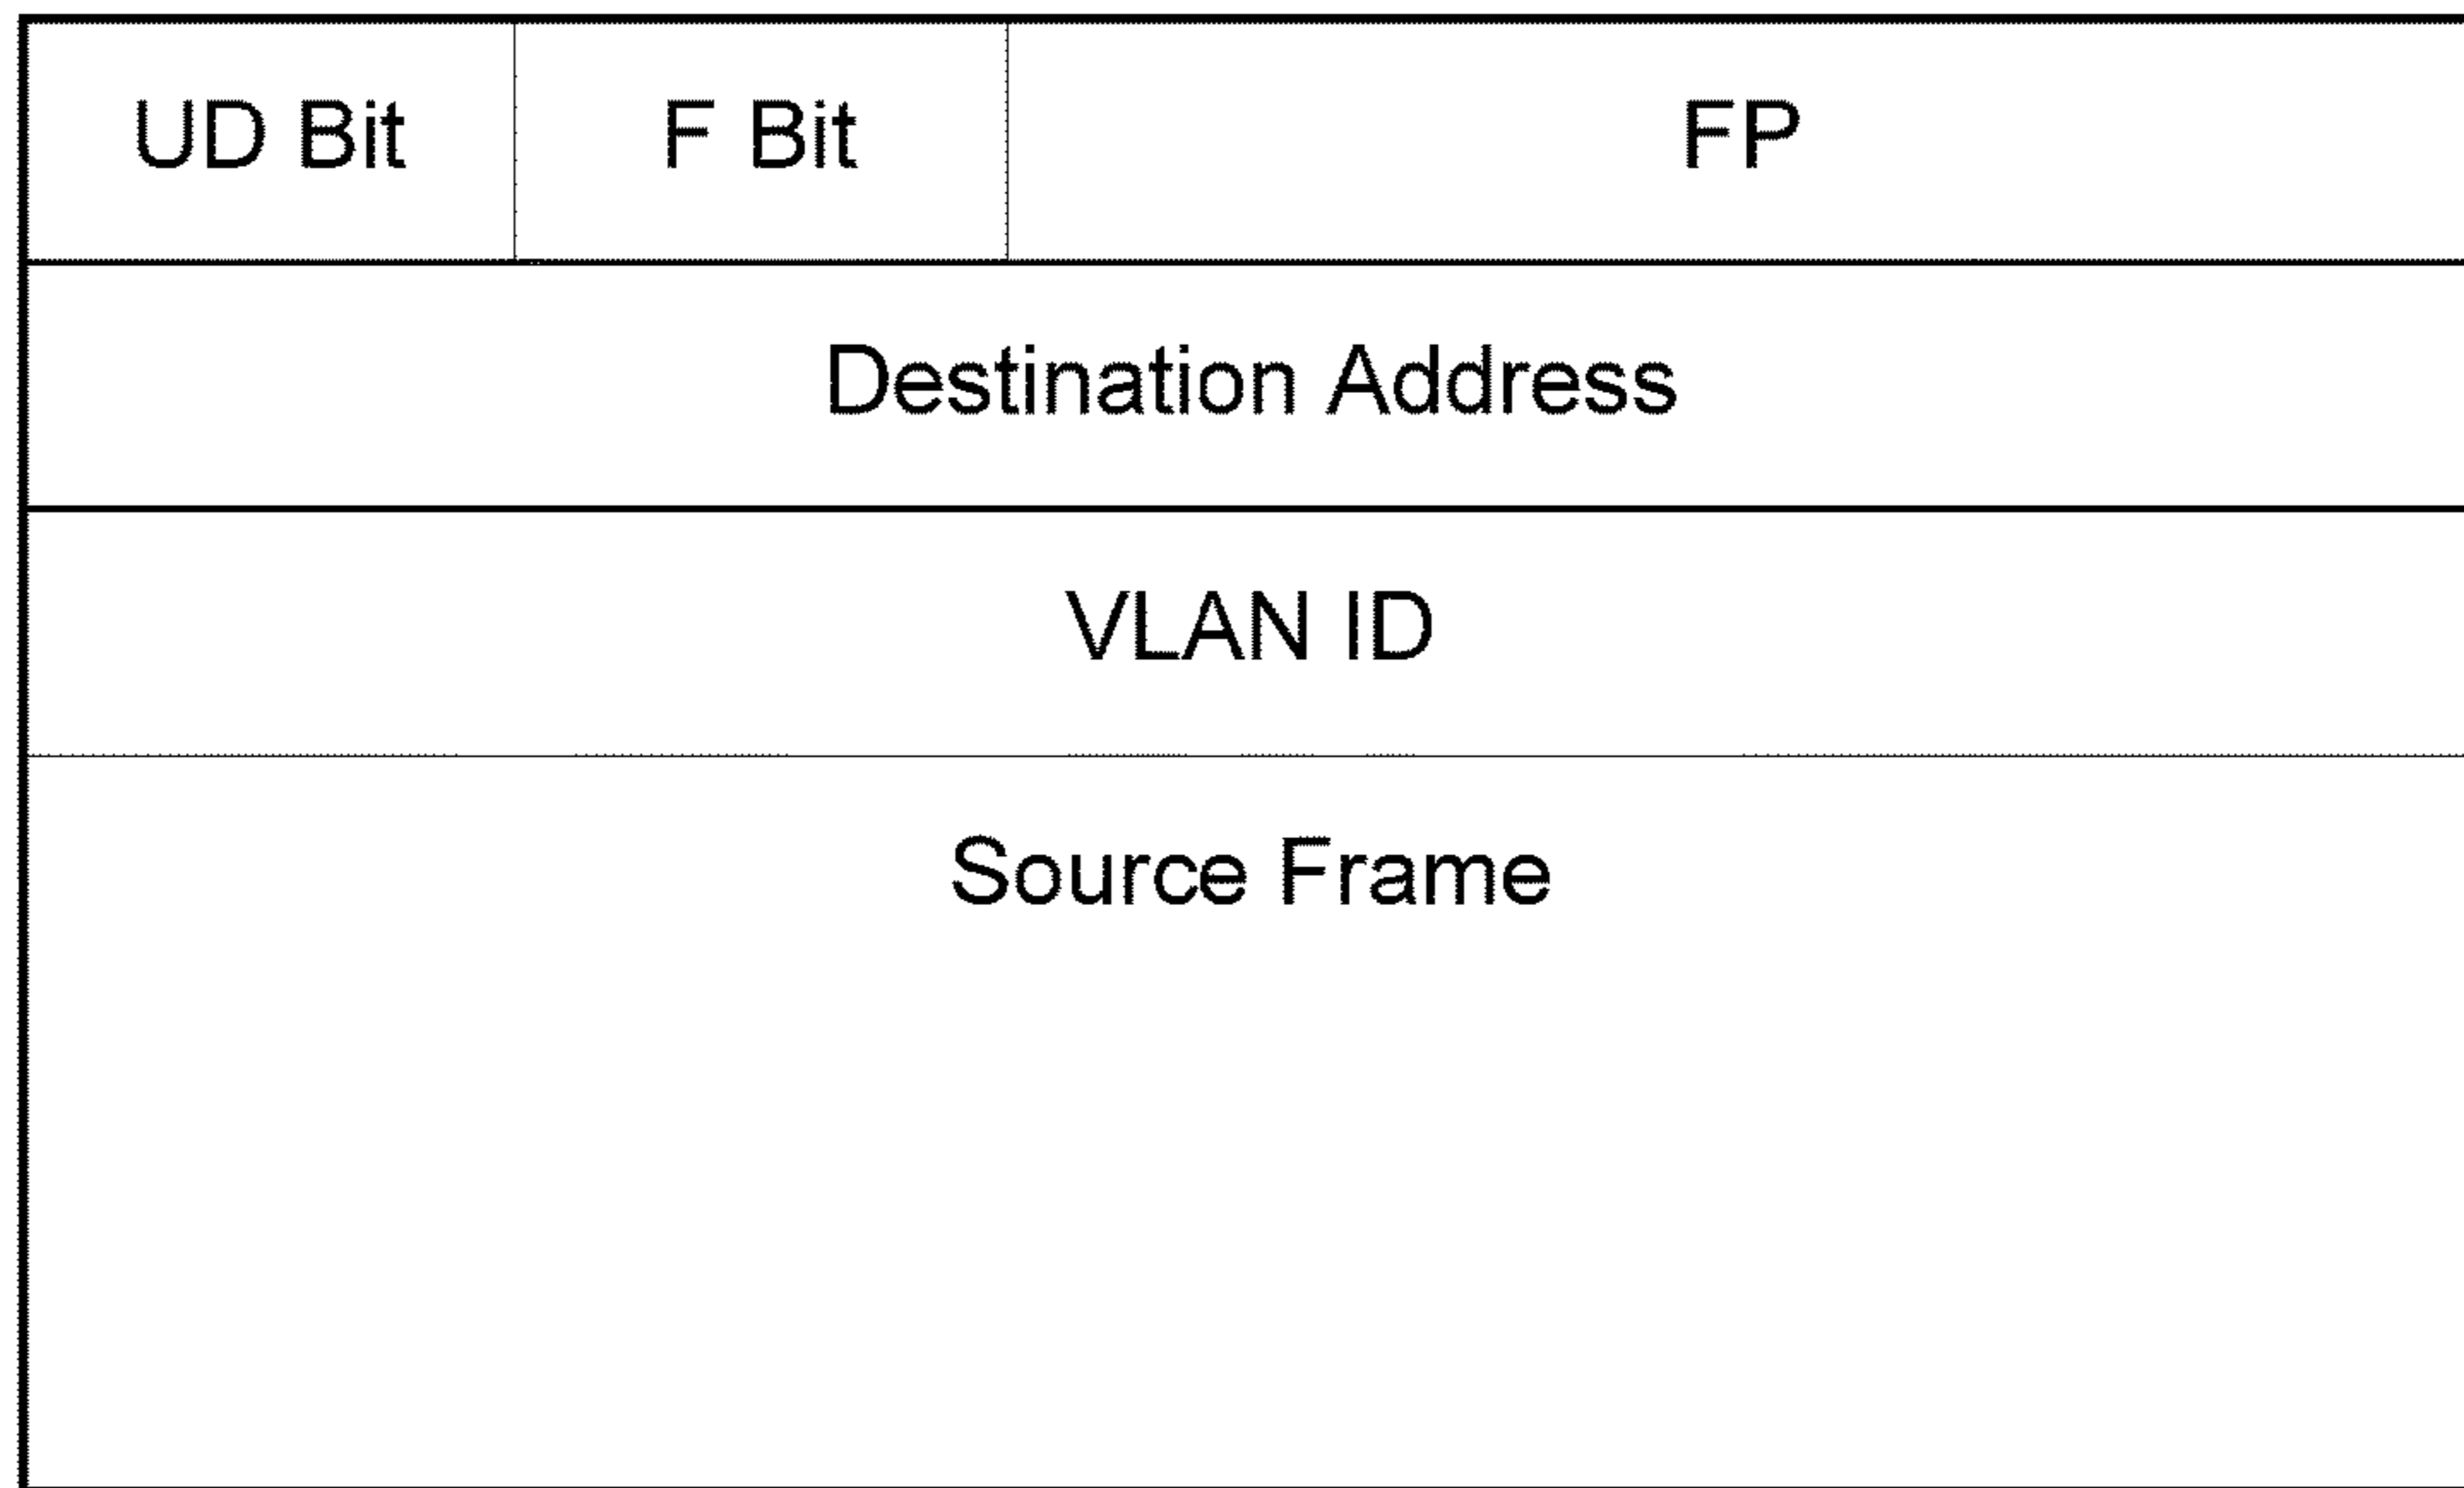 UD Bit F Bit FP
Destination Address
VLAN ID
Source Frame